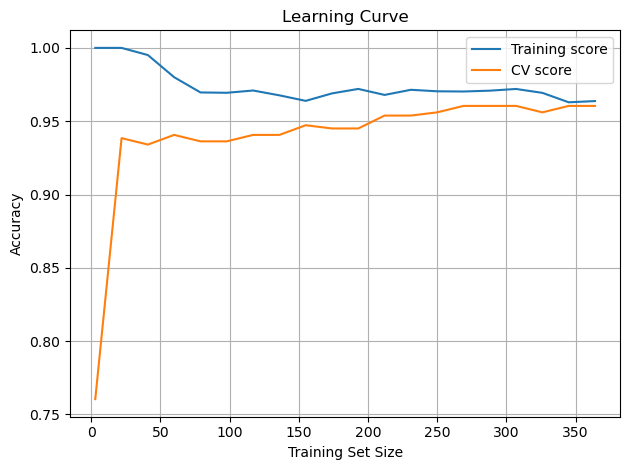 Learning Curve
Training score
CV score
1.00
0.95
0.90
0.85
0.80
0.75
Accuracy
0 50 100 150 200 250 300 350
Training Set Size